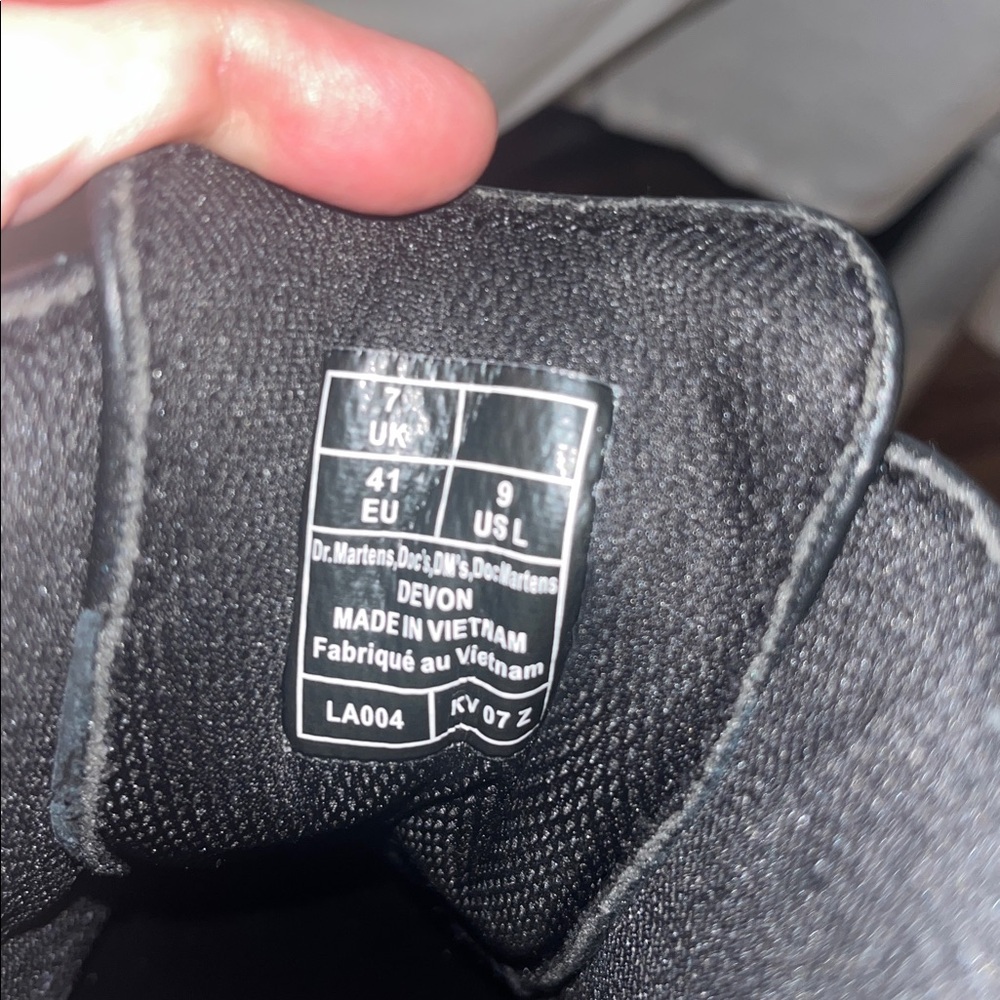 7
UK
41
EU
9
US L
Dr.Martens,Doc's,DM's,DocMartens
DEVON
MADE IN VIETNAM
Fabriqué au Vietnam
LA004
KV 07 Z